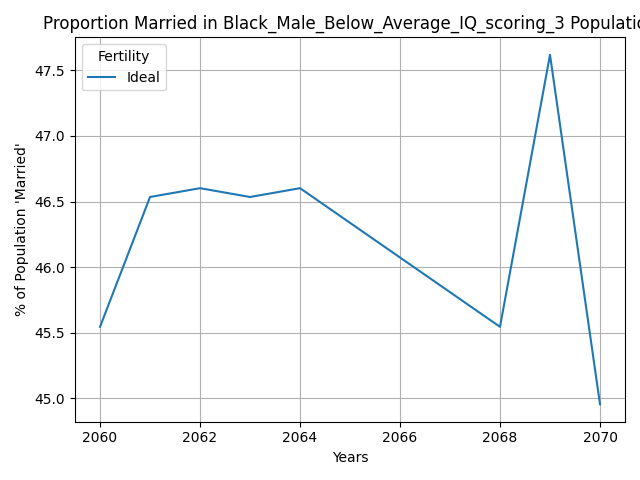 Proportion Married in Black_Male_Below_Average_IQ_scoring_3 Populatio
Fertility
Ideal
47.5
47.0
46.5
46.0
45.5
45.0
% of Population 'Married'
2060 2062 2064 2066 2068 2070
Years